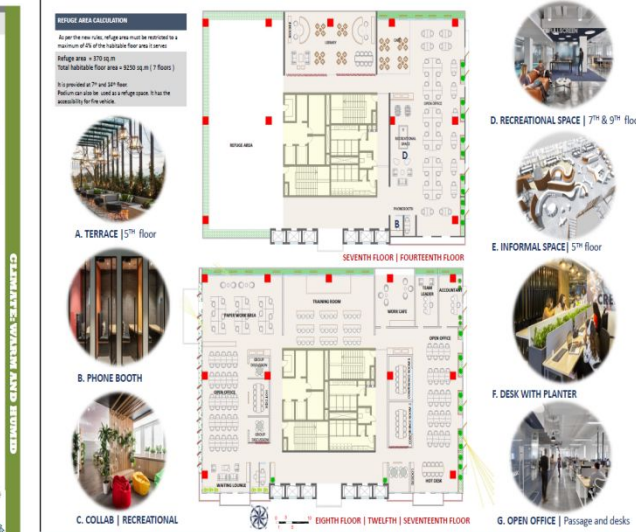 CLIMATE: WARM AND HUMID
REFUGE AREA CALCULATION
As per the new rules, refuge area must be restricted to a
maximum of 4% of the habitable floor area it serves
Refuge area = 370 sq.m
Total habitable floor area = 9250 sq.m ( 7 floors )
It is provided at 7th and 14th floor.
Podium can also be used as a refuge space. It has the
accessibility for fire vehicle.
A. TERRACE |5TH floor
B. PHONE BOOTH
C. COLLAB | RECREATIONAL
LIBRARY
OPEN OFFICE
REFUGE AREA
RECREATIONAL
SPACE
D
B
SEVENTH FLOOR | FOURTEENTH FLOOR
TRAINING ROOM
WORK CAFE
TEAM
LEADER
ACCOUNTANT
OPEN OFFICE
GROUP
DISCUSSION
OPEN OFFICE
GROUP
DISCUSSION
WAITING LOUNGE
HOT DESK
EIGHTH FLOOR | TWELFTH | SEVENTEENTH FLOOR
D. RECREATIONAL SPACE | 7TH & 9TH floo
E. INFORMAL SPACE| 5TH floor
F. DESK WITH PLANTER
G. OPEN OFFICE | Passage and desks